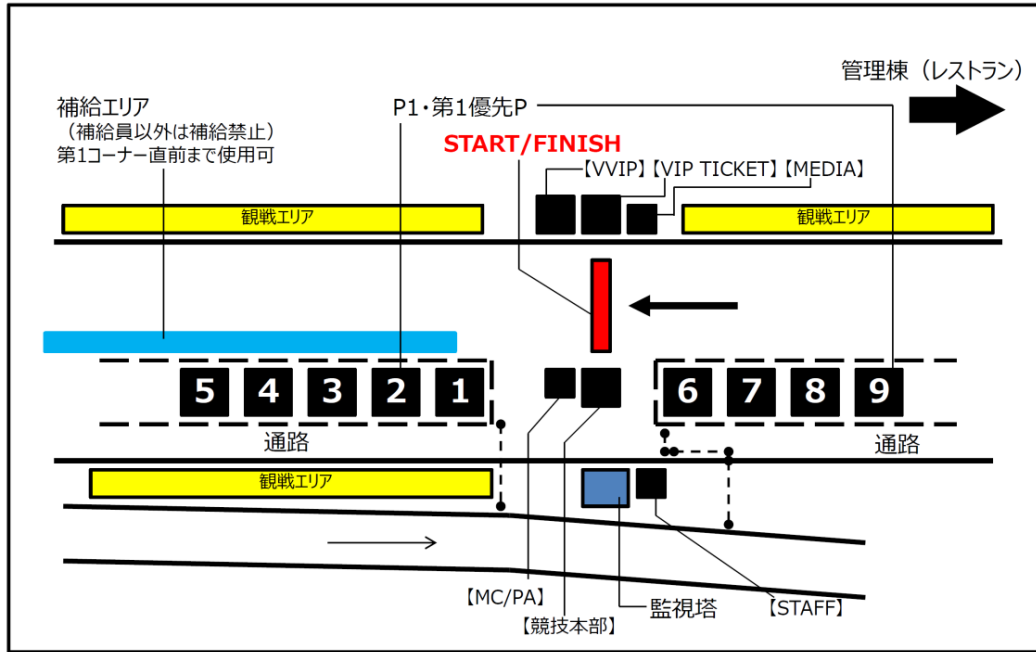 管理棟（レストラン）
補給エリア
（補給員以外は補給禁止）
第1コーナー直前まで使用可
P1・第1優先P
START/FINISH
【VVIP】【VIP TICKET】【MEDIA】
観戦エリア
観戦エリア
5 4 3 2 1
6 7 8 9
通路
通路
観戦エリア
【MC/PA】
【競技本部】
監視塔
【STAFF】